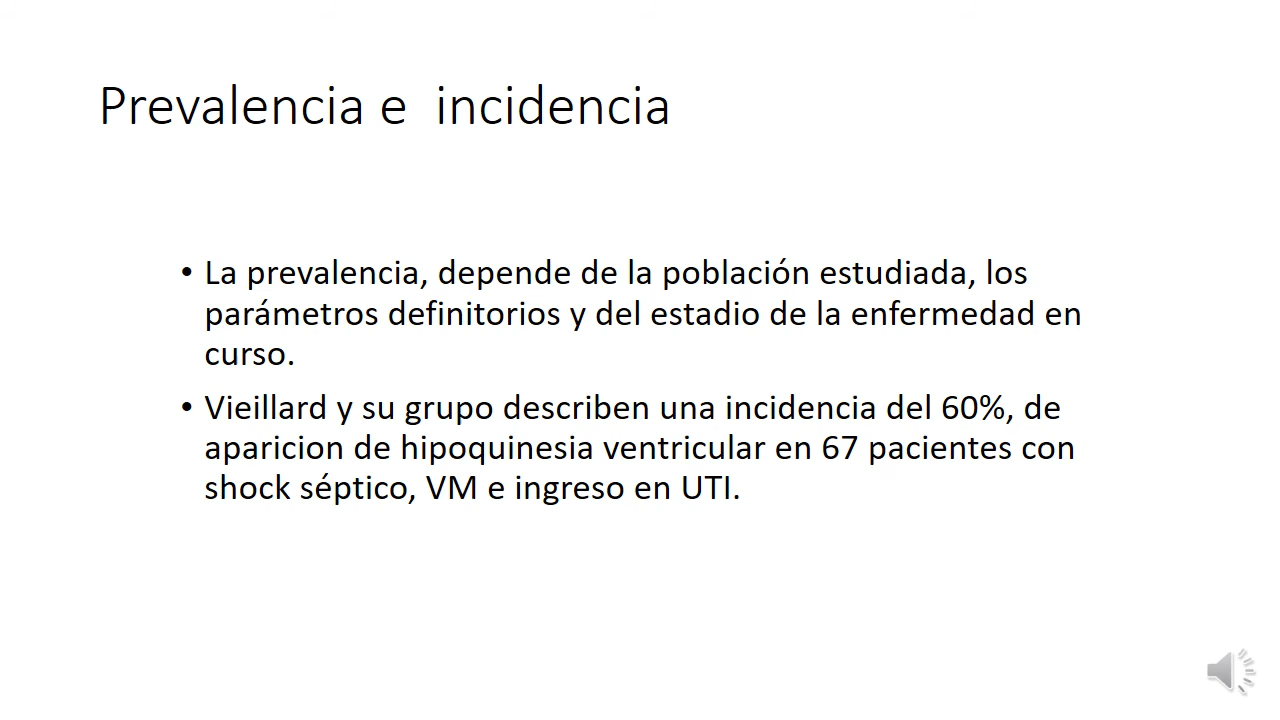 Prevalencia e  incidencia
• La prevalencia, depende de la población estudiada, los
parámetros definitorios y del estadio de la enfermedad en
curso.
• Vieillard y su grupo describen una incidencia del 60%, de
aparicion de hipoquinesia ventricular en 67 pacientes con
shock séptico, VM e ingreso en UTI.